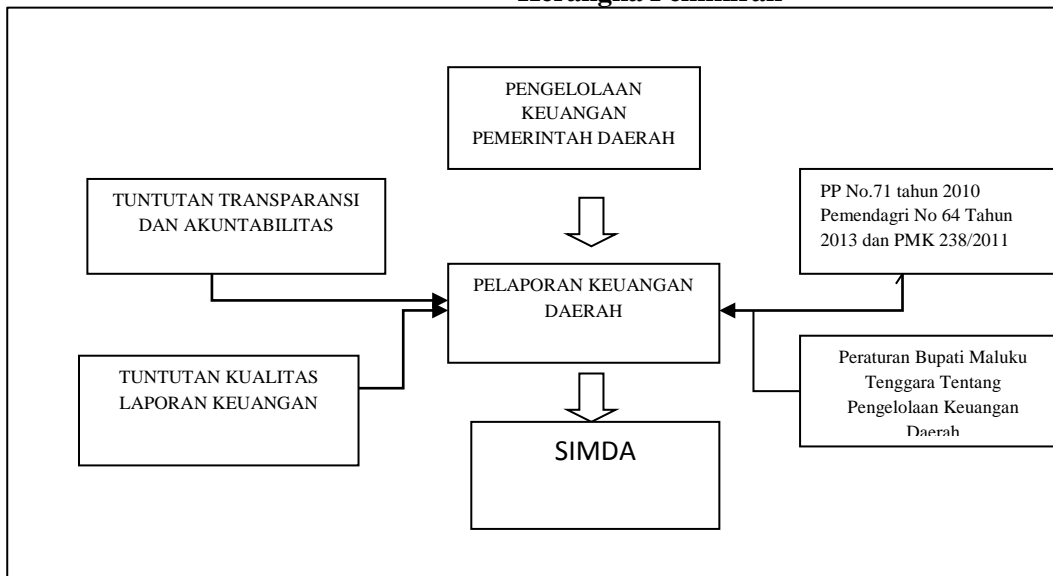 PENGELOLAAN
KEUANGAN
PEMERINTAH DAERAH
TUNTUTAN TRANSPARANSI
DAN AKUNTABILITAS
PP No.71 tahun 2010
Pemendagri No 64 Tahun
2013 dan PMK 238/2011
PELAPORAN KEUANGAN
DAERAH
TUNTUTAN KUALITAS
LAPORAN KEUANGAN
Peraturan Bupati Maluku
Tenggara Tentang
Pengelolaan Keuangan
Daerah
SIMDA